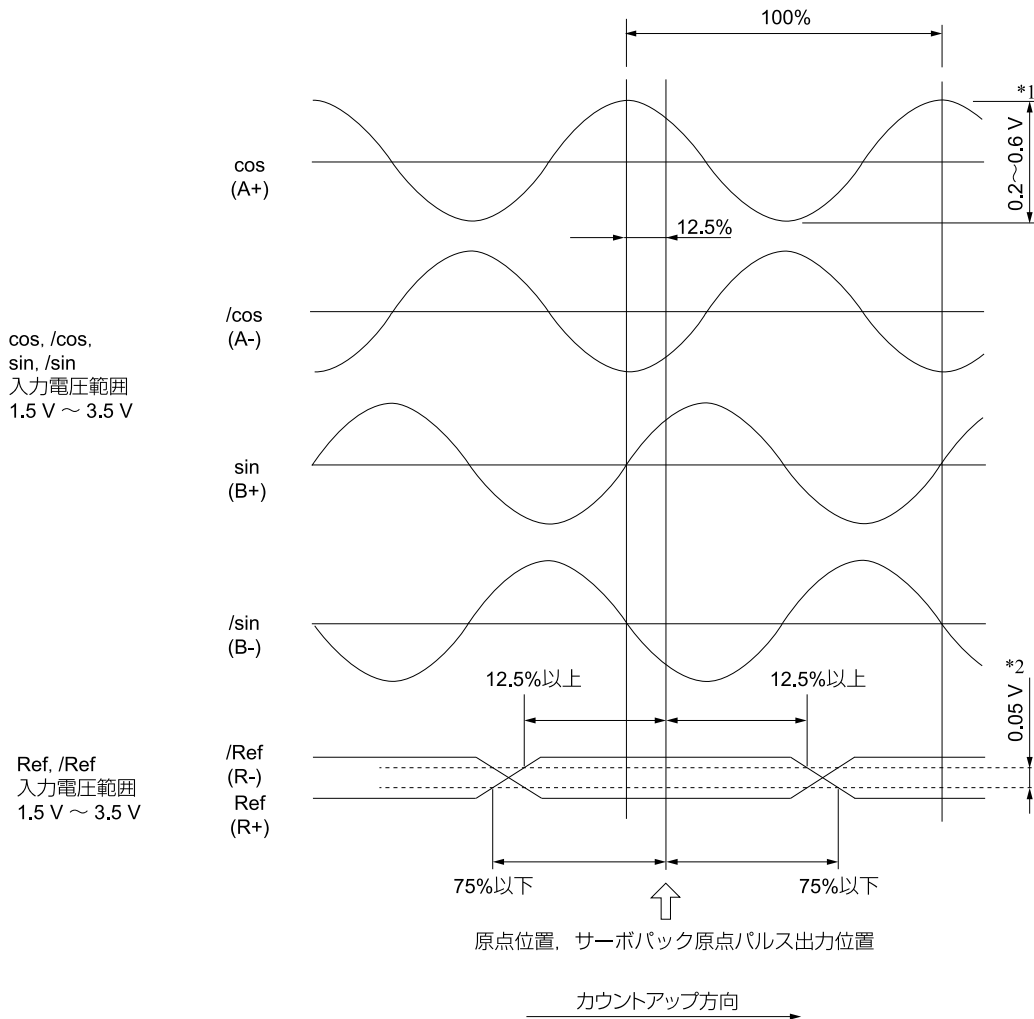 100%
*1
0.2～0.6 V
cos
(A+)
12.5%
/cos
(A-)
cos, /cos,
sin, /sin
入力電圧範囲
1.5 V ～ 3.5 V
sin
(B+)
/sin
(B-)
12.5%以上
12.5%以上
*2
0.05 V
/Ref
(R-)
Ref
(R+)
Ref, /Ref
入力電圧範囲
1.5 V ～ 3.5 V
75%以下
75%以下
原点位置，サーボパック原点パルス出力位置
カウントアップ方向